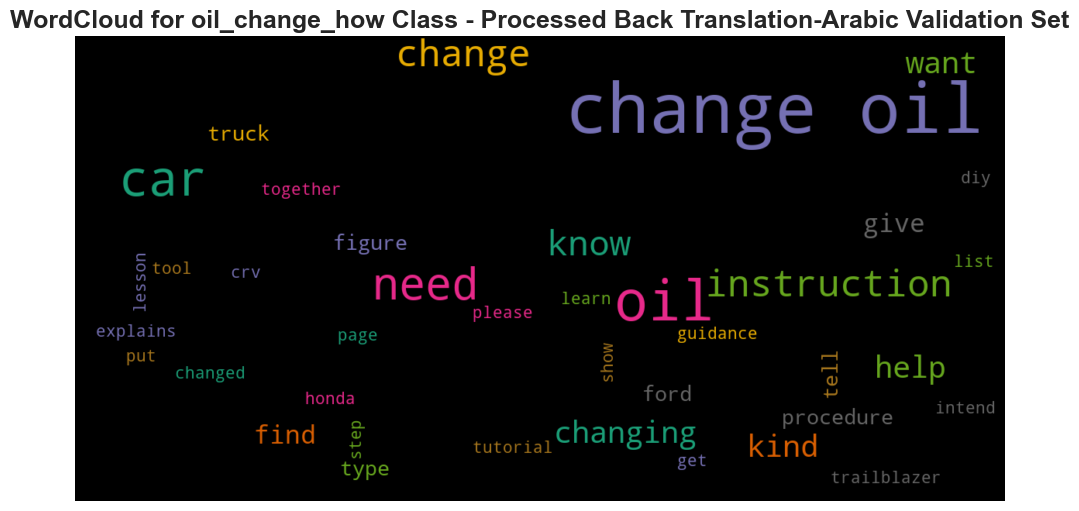 WordCloud for oil_change_how Class - Processed Back Translation-Arabic Validation Set
change
want
change oil
truck
car
together
diy
give
know
figure
list
lesson
tool
crv
need
instruction
oil
learn
please
explains
page
guidance
put
show
tell
help
changed
honda
ford
intend
procedure
find
step
changing
kind
tutorial
get
type
trailblazer